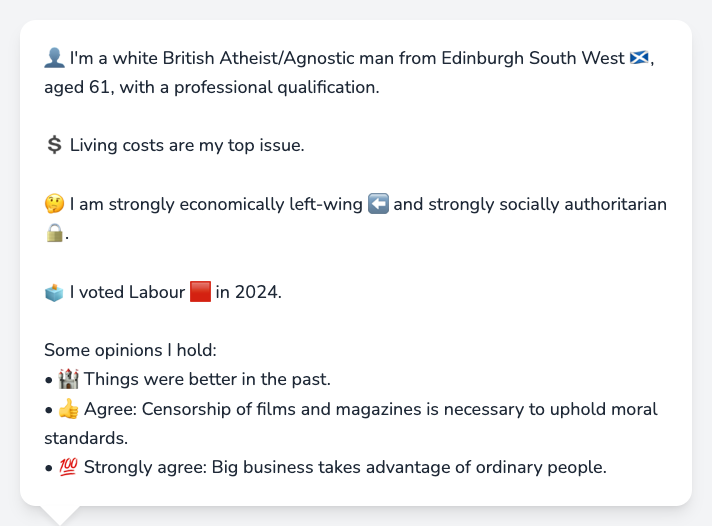 👤 I'm a white British Atheist/Agnostic man from Edinburgh South West 🏴󠁧󠁢󠁳󠁣󠁴󠁿,
aged 61, with a professional qualification.
💲 Living costs are my top issue.
🤔 I am strongly economically left-wing ⬅️ and strongly socially authoritarian
🔒.
🗳️ I voted Labour 🟥 in 2024.
Some opinions I hold:
• 🏰 Things were better in the past.
• 👍 Agree: Censorship of films and magazines is necessary to uphold moral
standards.
• 💯 Strongly agree: Big business takes advantage of ordinary people.